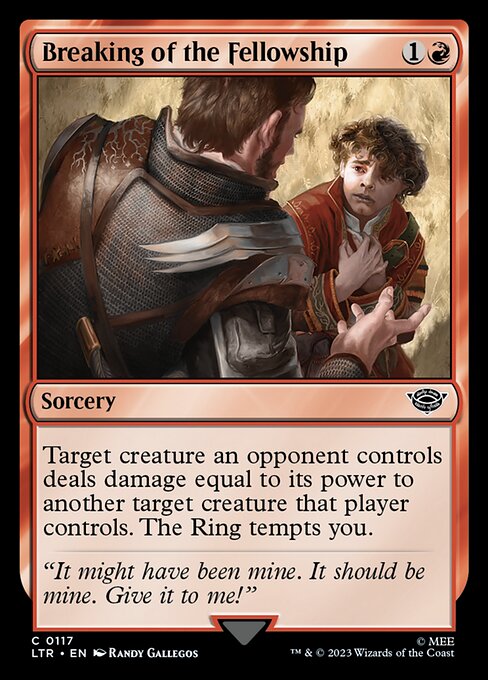 Breaking of the Fellowship 1
Sorcery
Target creature an opponent controls
deals damage equal to its power to
another target creature that player
controls. The Ring tempts you.
“It might have been mine. It should be
mine. Give it to me!”
C 0117 © MEE
LTR • EN Randy Gallegos ™ & © 2023 Wizards of the Coast